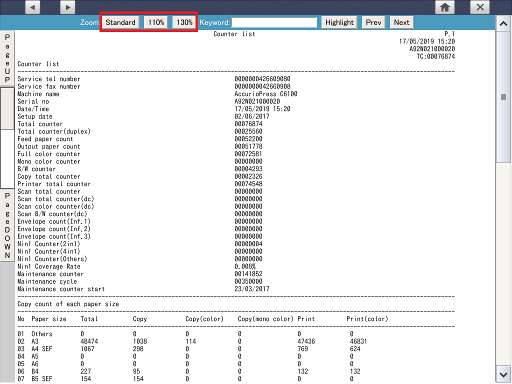 Zoom: Standard 110% 130% Keyword: Highlight Prev Next
Counter list P.1
17/05/2019 15:20
A92W021000020
TC:00076874
Counter list
Service tel number 0000000426609080
Service fax number 0000000426609080
Machine name AccurioPress C6100
Serial no A92W021000020
Date/Time 17/05/2019 15:20
Setup date 02/06/2017
Total counter 00076874
Total counter(duplex) 00025560
Feed paper count 00052200
Output paper count 00051778
Full color counter 00072581
Mono color counter 00000000
B/W counter 00004293
Copy total counter 00002326
Printer total counter 00074548
Scan total counter 00000000
Scan total counter(dc) 00000000
Scan color counter(dc) 00000000
Scan B/W counter(dc) 00000000
Envelope count(Inf.1) 00000000
Envelope count(Inf.2) 00000000
Envelope count(Inf.3) 00000000
Nin1 Counter(2in1) 00000004
Nin1 Counter(4in1) 00000000
Nin1 Counter(Others) 00000000
Nin1 Coverage Rate 0.005%
Maintenance counter 00141852
Maintenance cycle 00350000
Maintenance counter start 23/03/2017
Copy count of each paper size
No Paper size Total Copy Copy(color) Copy(mono color) Print Print(color)
01 Others 0 0 0 0 0 0
02 A3 48474 1038 114 0 47436 46831
03 A4 SEF 1067 298 0 0 769 624
04 A5 0 0 0 0 0 0
05 A6 0 0 0 0 0 0
06 B4 227 95 0 0 132 132
07 B5 SEF 154 154 0 0 0 0
PageUP
PageDOWN